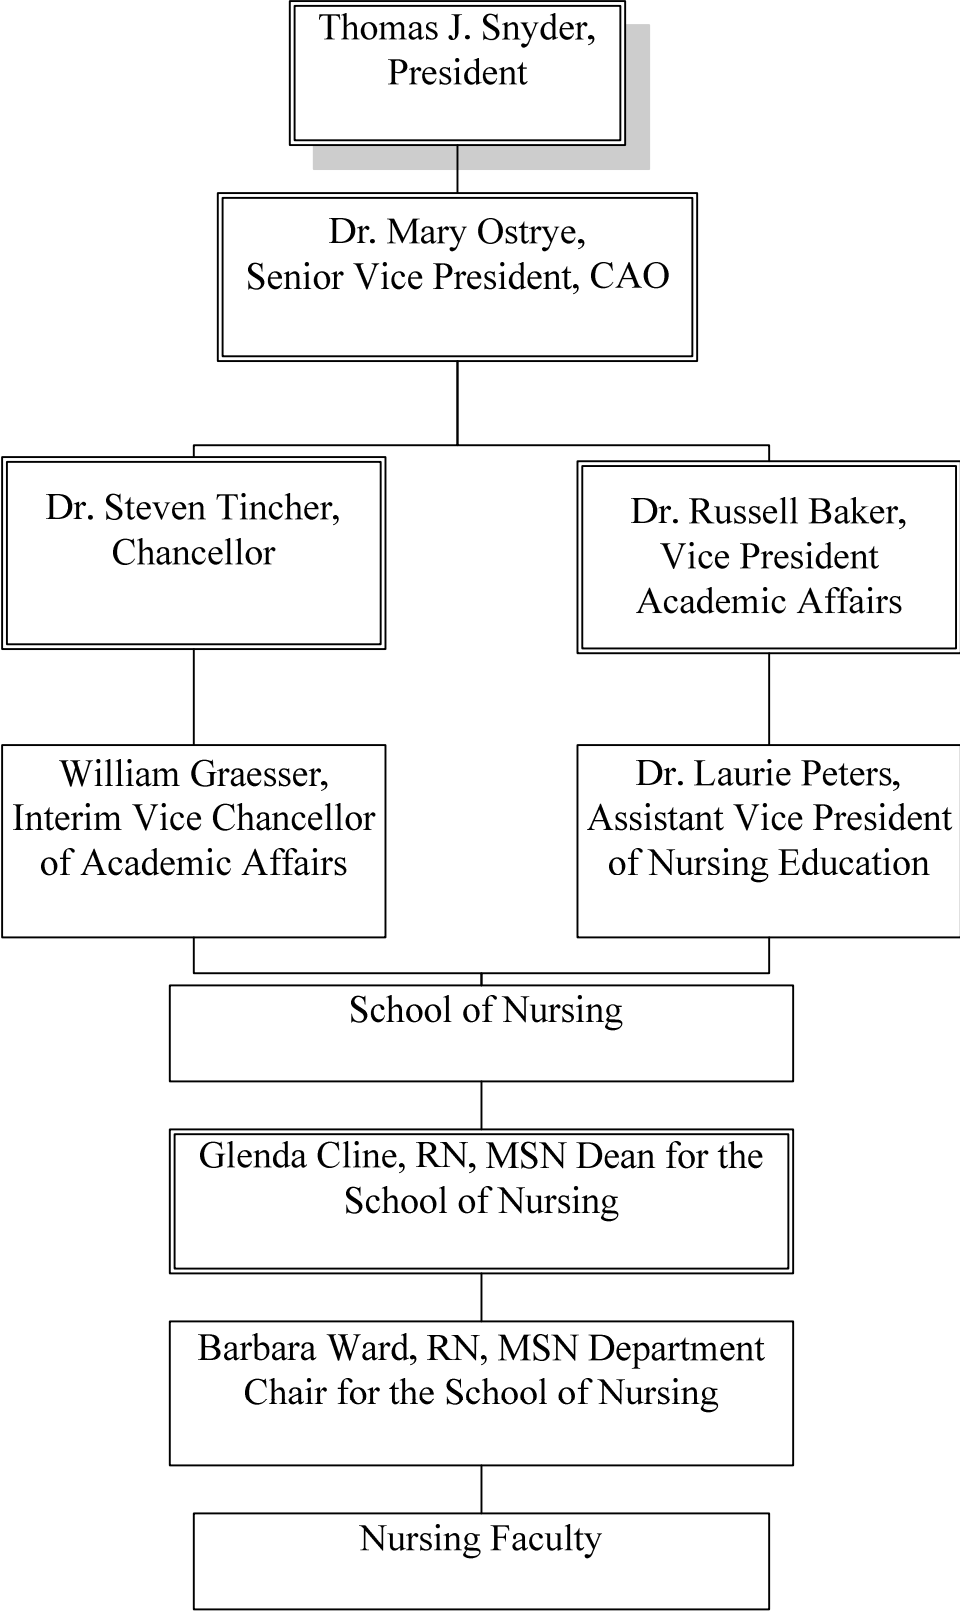 Thomas J. Snyder,
President
Dr. Mary Ostrye,
Senior Vice President, CAO
Dr. Steven Tincher,
Chancellor
Dr. Russell Baker,
Vice President
Academic Affairs
William Graesser,
Interim Vice Chancellor
of Academic Affairs
Dr. Laurie Peters,
Assistant Vice President
of Nursing Education
School of Nursing
Glenda Cline, RN, MSN Dean for the
School of Nursing
Barbara Ward, RN, MSN Department
Chair for the School of Nursing
Nursing Faculty